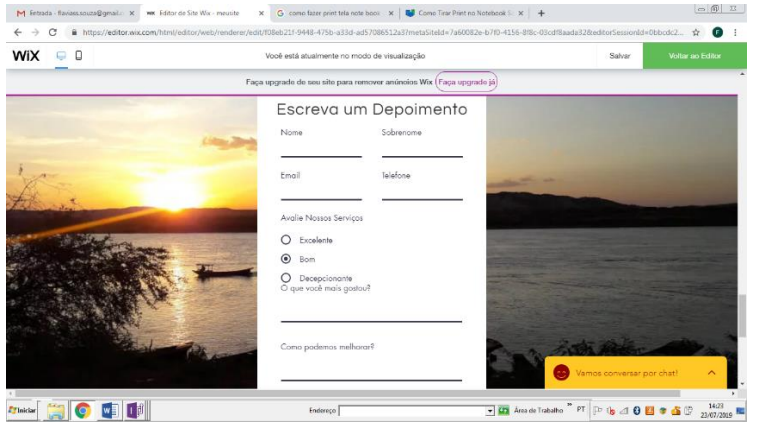 Entrada - flaviass.souza@gmail.c
Editor de Site Wix - meusite
como fazer print tela note book
Como Tirar Print no Notebook S
https://editor.wix.com/html/editor/web/renderer/edit/f08eb21f-9448-475b-a33d-ad57086512a3?metaSiteId=7a60082e-b7f0-4156-8f8c-03cdf8aada32&editorSessionId=0bbcdc2...
WiX
Você está atualmente no modo de visualização
Salvar
Voltar ao Editor
Faça upgrade do seu site para remover anúncios Wix Faça upgrade já
Escreva um Depoimento
Nome Sobrenome
Email Telefone
Avalie Nossos Serviços
Excelente
Bom
Decepcionante
O que você mais gostou?
Como podemos melhorar?
Vamos conversar por chat!
Iniciar
Endereço
Área de Trabalho
PT
14:23
23/07/2019